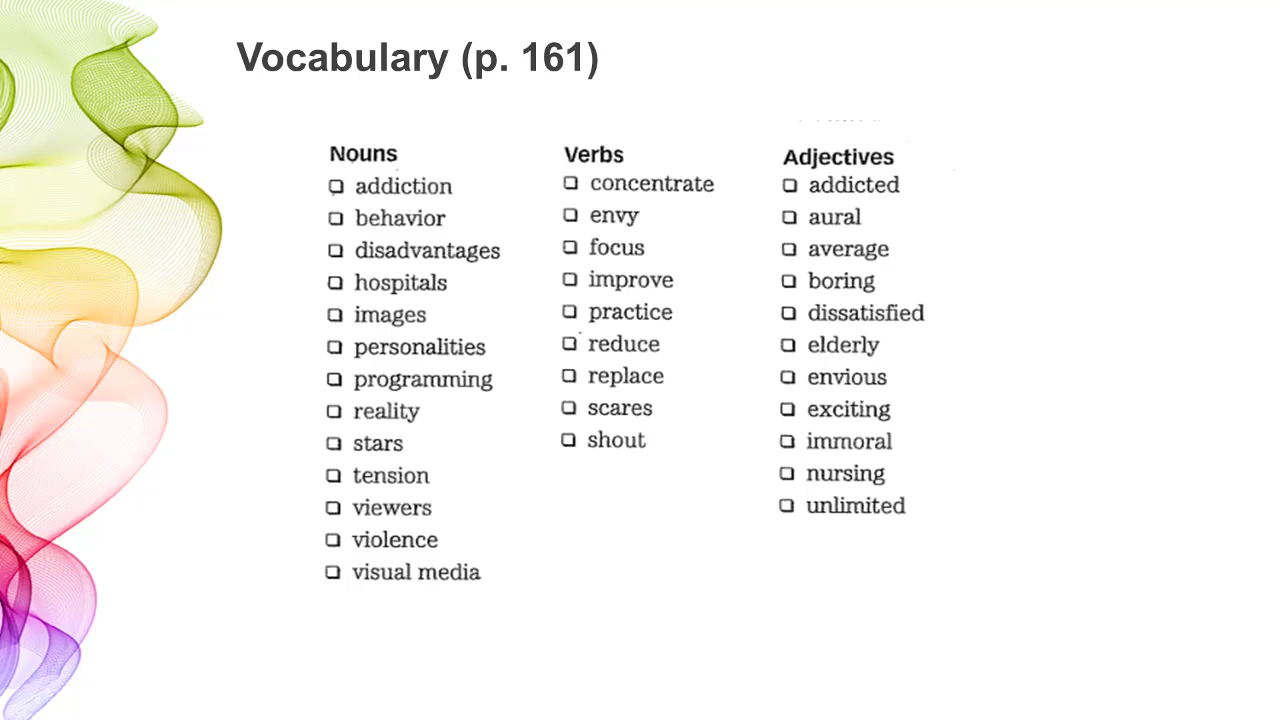 Vocabulary (p. 161)
Nouns
addiction
behavior
disadvantages
hospitals
images
personalities
programming
reality
stars
tension
viewers
violence
visual media
Verbs
concentrate
envy
focus
improve
practice
reduce
replace
scares
shout
Adjectives
addicted
aural
average
boring
dissatisfied
elderly
envious
exciting
immoral
nursing
unlimited